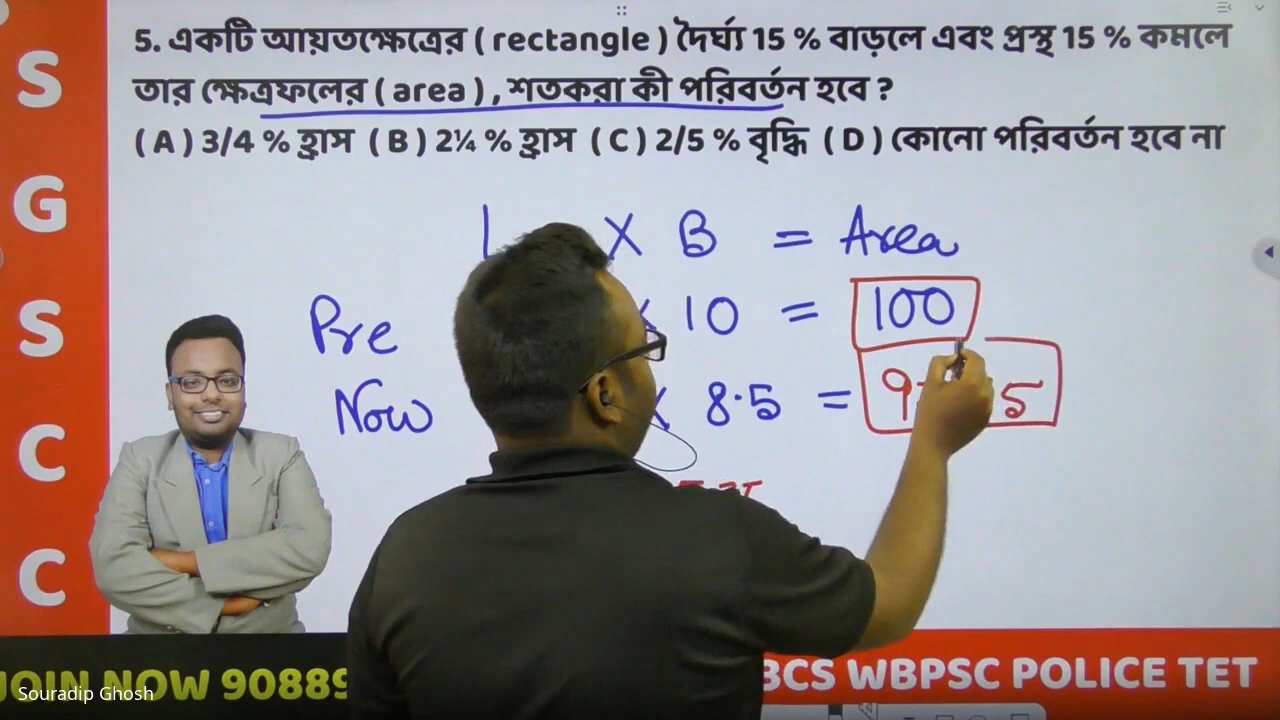 5. একটি আয়তক্ষেত্রের ( rectangle ) দৈর্ঘ্য 15 % বাড়লে এবং প্রস্থ 15 % কমলে
তার ক্ষেত্রফলের ( area ) , শতকরা কী পরিবর্তন হবে ?
( A ) 3/4 % হ্রাস ( B ) 2¼ % হ্রাস ( C ) 2/5 % বৃদ্ধি ( D ) কোনো পরিবর্তন হবে না
X B = Area
Pre 10 = 100
Now 8.5 =
S
G
S
C
C
JOIN NOW 90889
BCS WBPSC POLICE TET
Souradip Ghosh